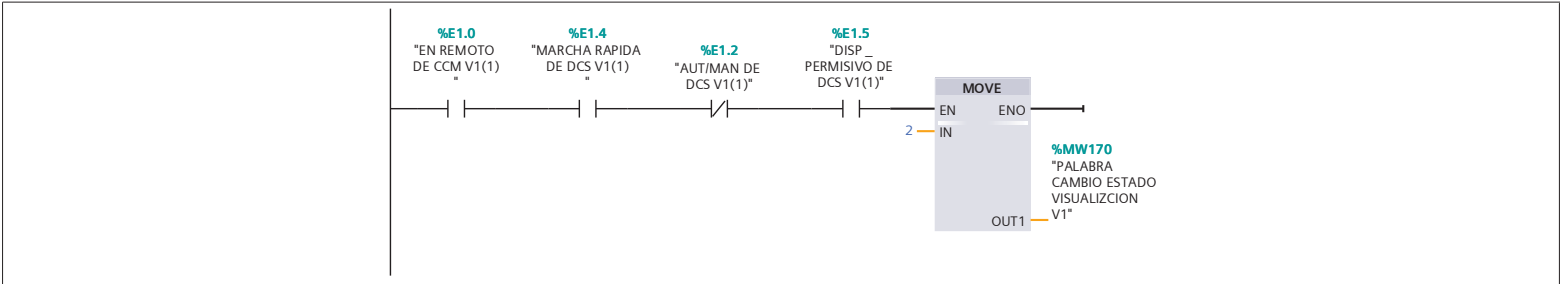 %E1.0
"EN REMOTO
DE CCM V1(1)
"
%E1.4
"MARCHA RAPIDA
DE DCS V1(1)
"
%E1.2
"AUT/MAN DE
DCS V1(1)"
%E1.5
"DISP_
PERMISIVO DE
DCS V1(1)"
MOVE
EN ENO
2 IN
%MW170
"PALABRA
CAMBIO ESTADO
VISUALIZCION
V1"
OUT1